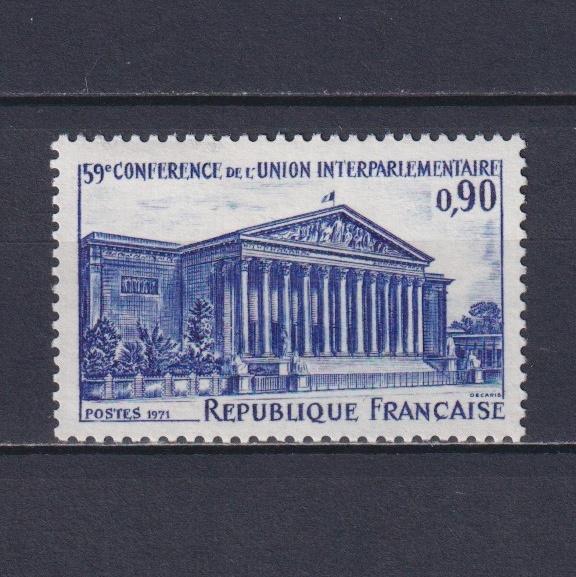 59e CONFERENCE DE L'UNION INTERPARLEMENTAIRE
0,90
DECARIS
POSTES 1971 REPUBLIQUE FRANÇAISE